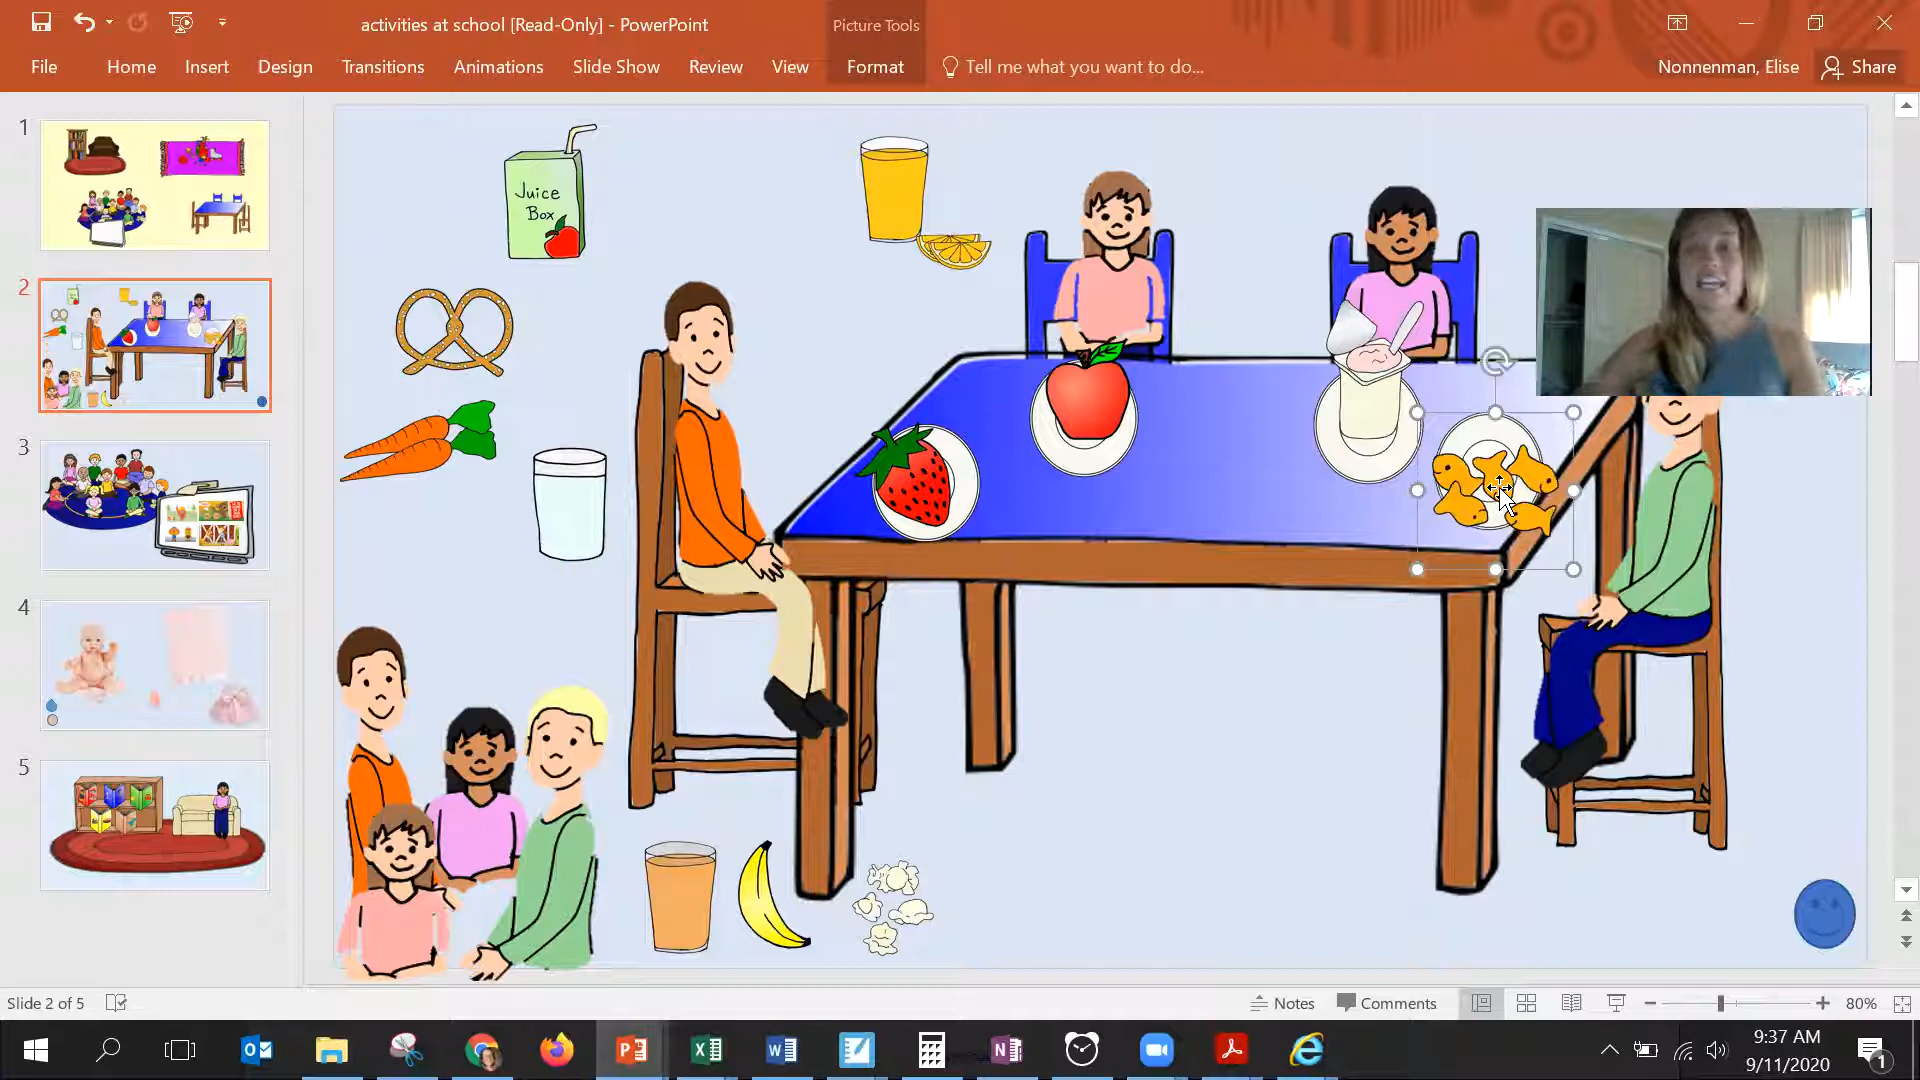 activities at school [Read-Only] - PowerPoint
Picture Tools
File Home Insert Design Transitions Animations Slide Show Review View Format Tell me what you want to do...
Nonnenman, Elise Share
1
2
3
4
5
Juice
Box
Slide 2 of 5
Notes Comments
80%
9:37 AM
9/11/2020
1